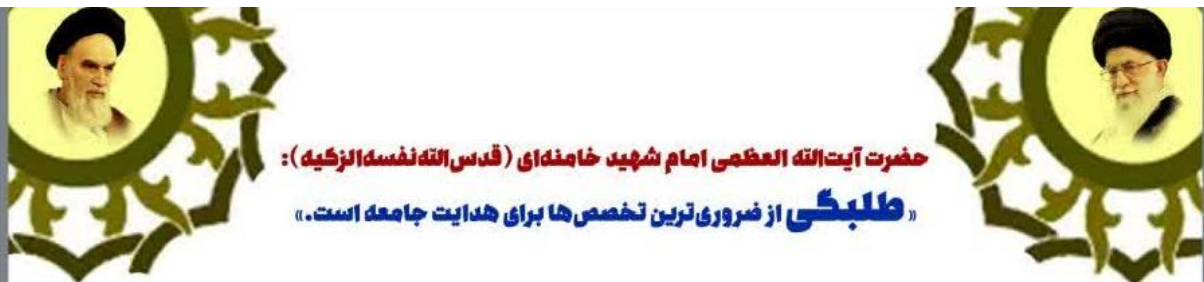 حضرت آیت‌الله العظمی امام شهید خامنه‌ای (قدس‌الله‌نفسه‌الزکیه):
«طلبگی از ضروری‌ترین تخصص‌ها برای هدایت جامعه است.»